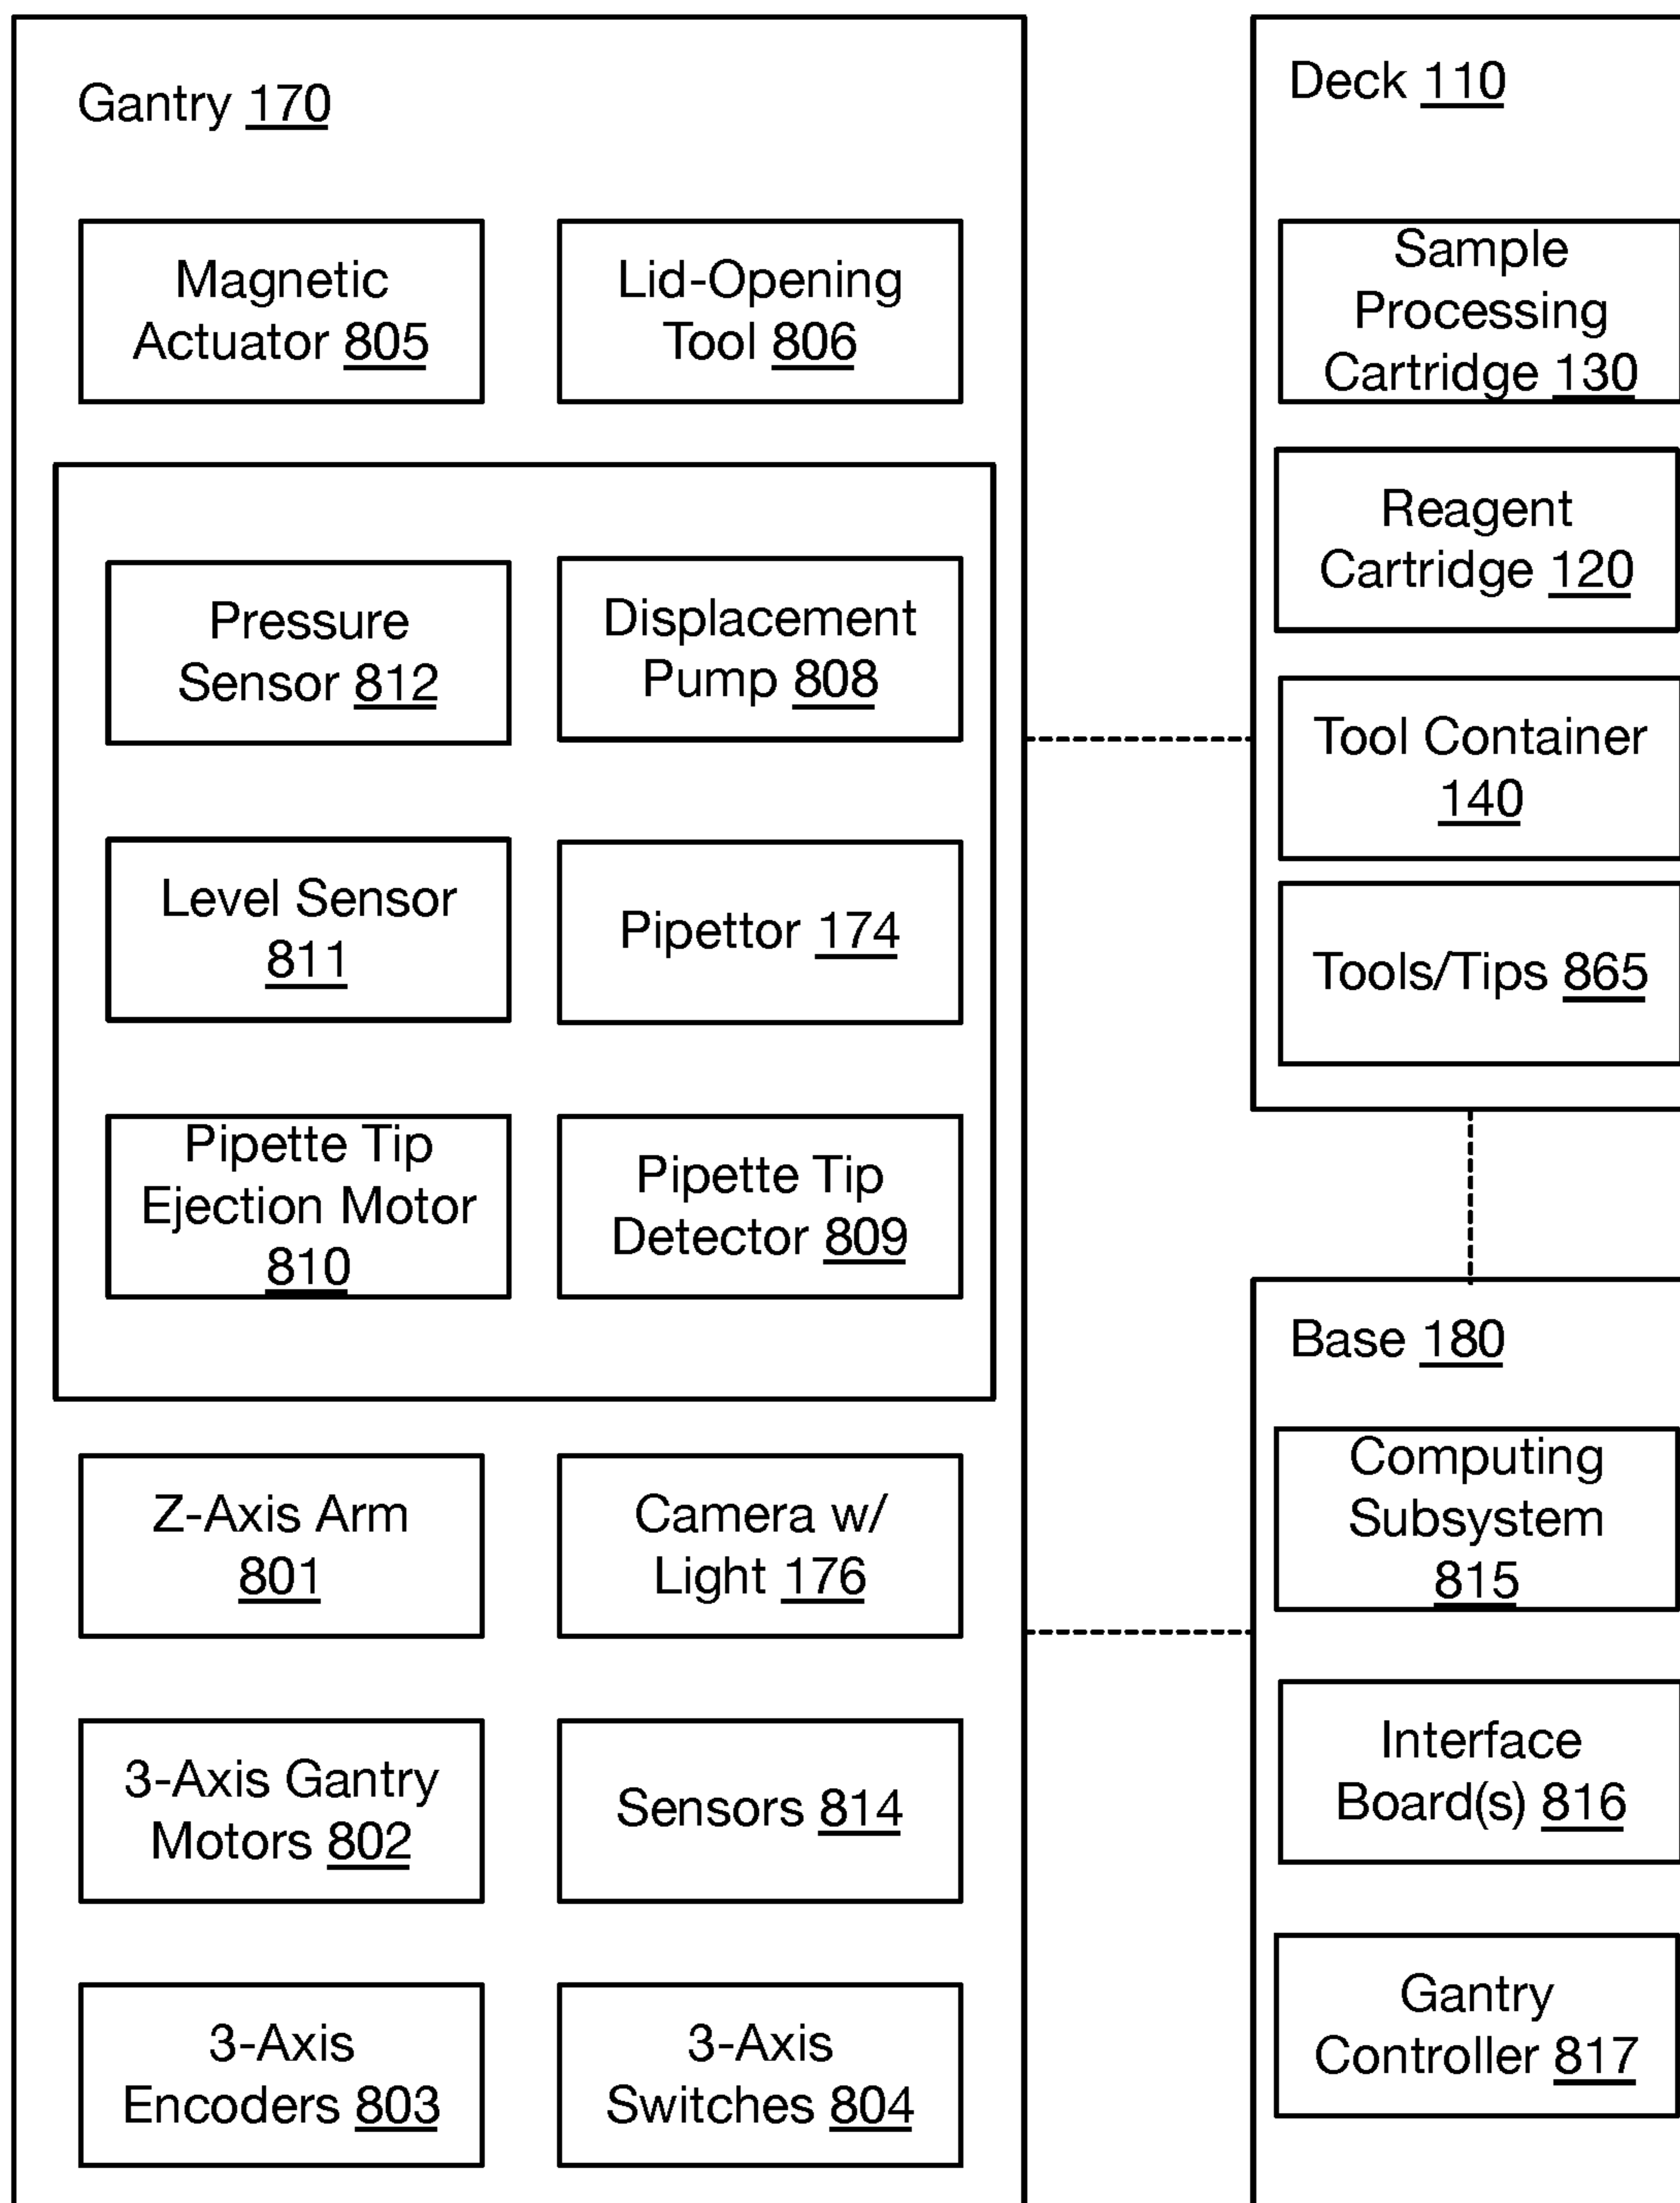 Gantry 170
Magnetic
Actuator 805
Lid-Opening
Tool 806
Pressure
Sensor 812
Displacement
Pump 808
Level Sensor
811
Pipettor 174
Pipette Tip
Ejection Motor
810
Pipette Tip
Detector 809
Z-Axis Arm
801
Camera w/
Light 176
3-Axis Gantry
Motors 802
Sensors 814
3-Axis
Encoders 803
3-Axis
Switches 804
Deck 110
Sample
Processing
Cartridge 130
Reagent
Cartridge 120
Tool Container
140
Tools/Tips 865
Base 180
Computing
Subsystem
815
Interface
Board(s) 816
Gantry
Controller 817